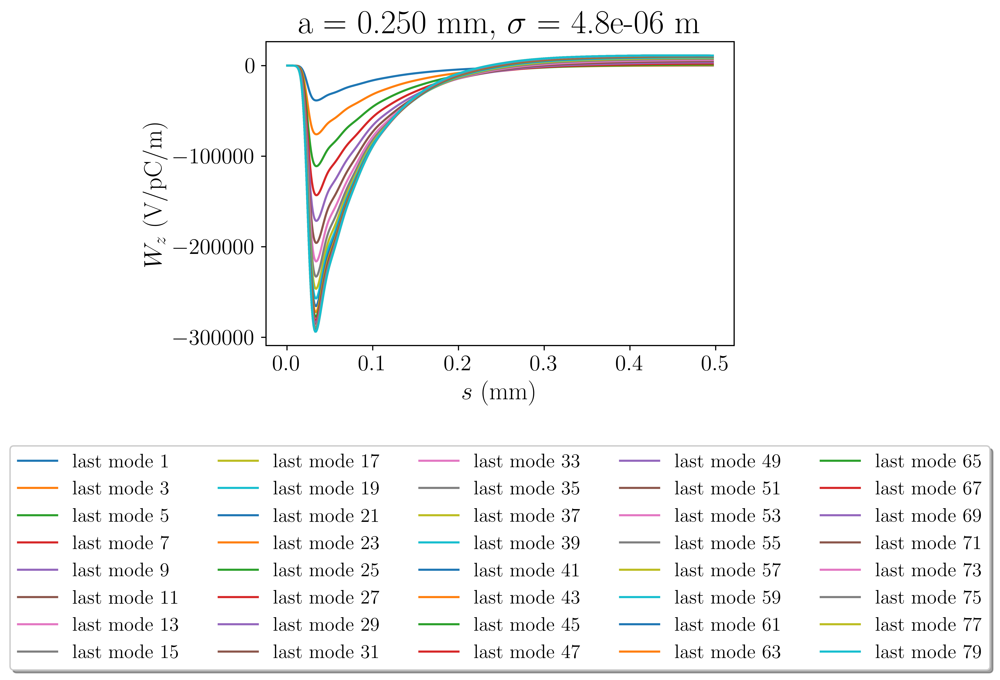 a = 0.250 mm, σ = 4.8e-06 m
W_z (V/pC/m)
0
−100000
−200000
−300000
0.0 0.1 0.2 0.3 0.4 0.5
s (mm)
last mode 1
last mode 3
last mode 5
last mode 7
last mode 9
last mode 11
last mode 13
last mode 15
last mode 17
last mode 19
last mode 21
last mode 23
last mode 25
last mode 27
last mode 29
last mode 31
last mode 33
last mode 35
last mode 37
last mode 39
last mode 41
last mode 43
last mode 45
last mode 47
last mode 49
last mode 51
last mode 53
last mode 55
last mode 57
last mode 59
last mode 61
last mode 63
last mode 65
last mode 67
last mode 69
last mode 71
last mode 73
last mode 75
last mode 77
last mode 79